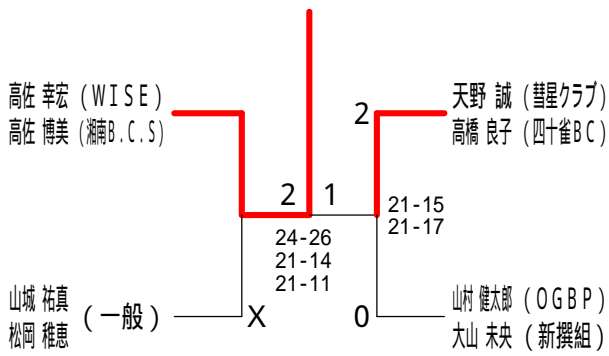 高佐 幸宏 (WISE)
高佐 博美 (湘南B.C.S)
天野 誠 (彗星クラブ)
高橋 良子 (四十雀BC)
2
2 1
21-15
21-17
24-26
21-14
21-11
山城 祐真
松岡 稚恵
(一般)
X
0
山村 健太郎 (OGBP)
大山 未央 (新撰組)